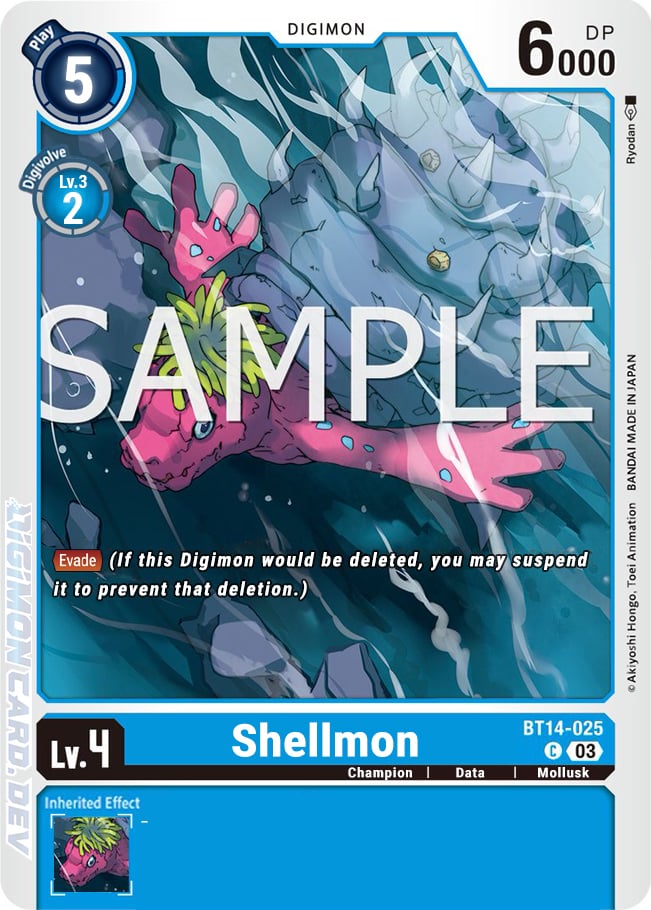 Play
5
DIGIMON
6000
DP
Digivolve
Lv.3
2
Ryodan
SAMPLE
Evade (If this Digimon would be deleted, you may suspend
it to prevent that deletion.)
© Akiyoshi Hongo, Toei Animation BANDAI MADE IN JAPAN
DIGIMON CARD.DEV
Lv.4
Shellmon
BT14-025
C 03
Champion | Data | Mollusk
Inherited Effect
-